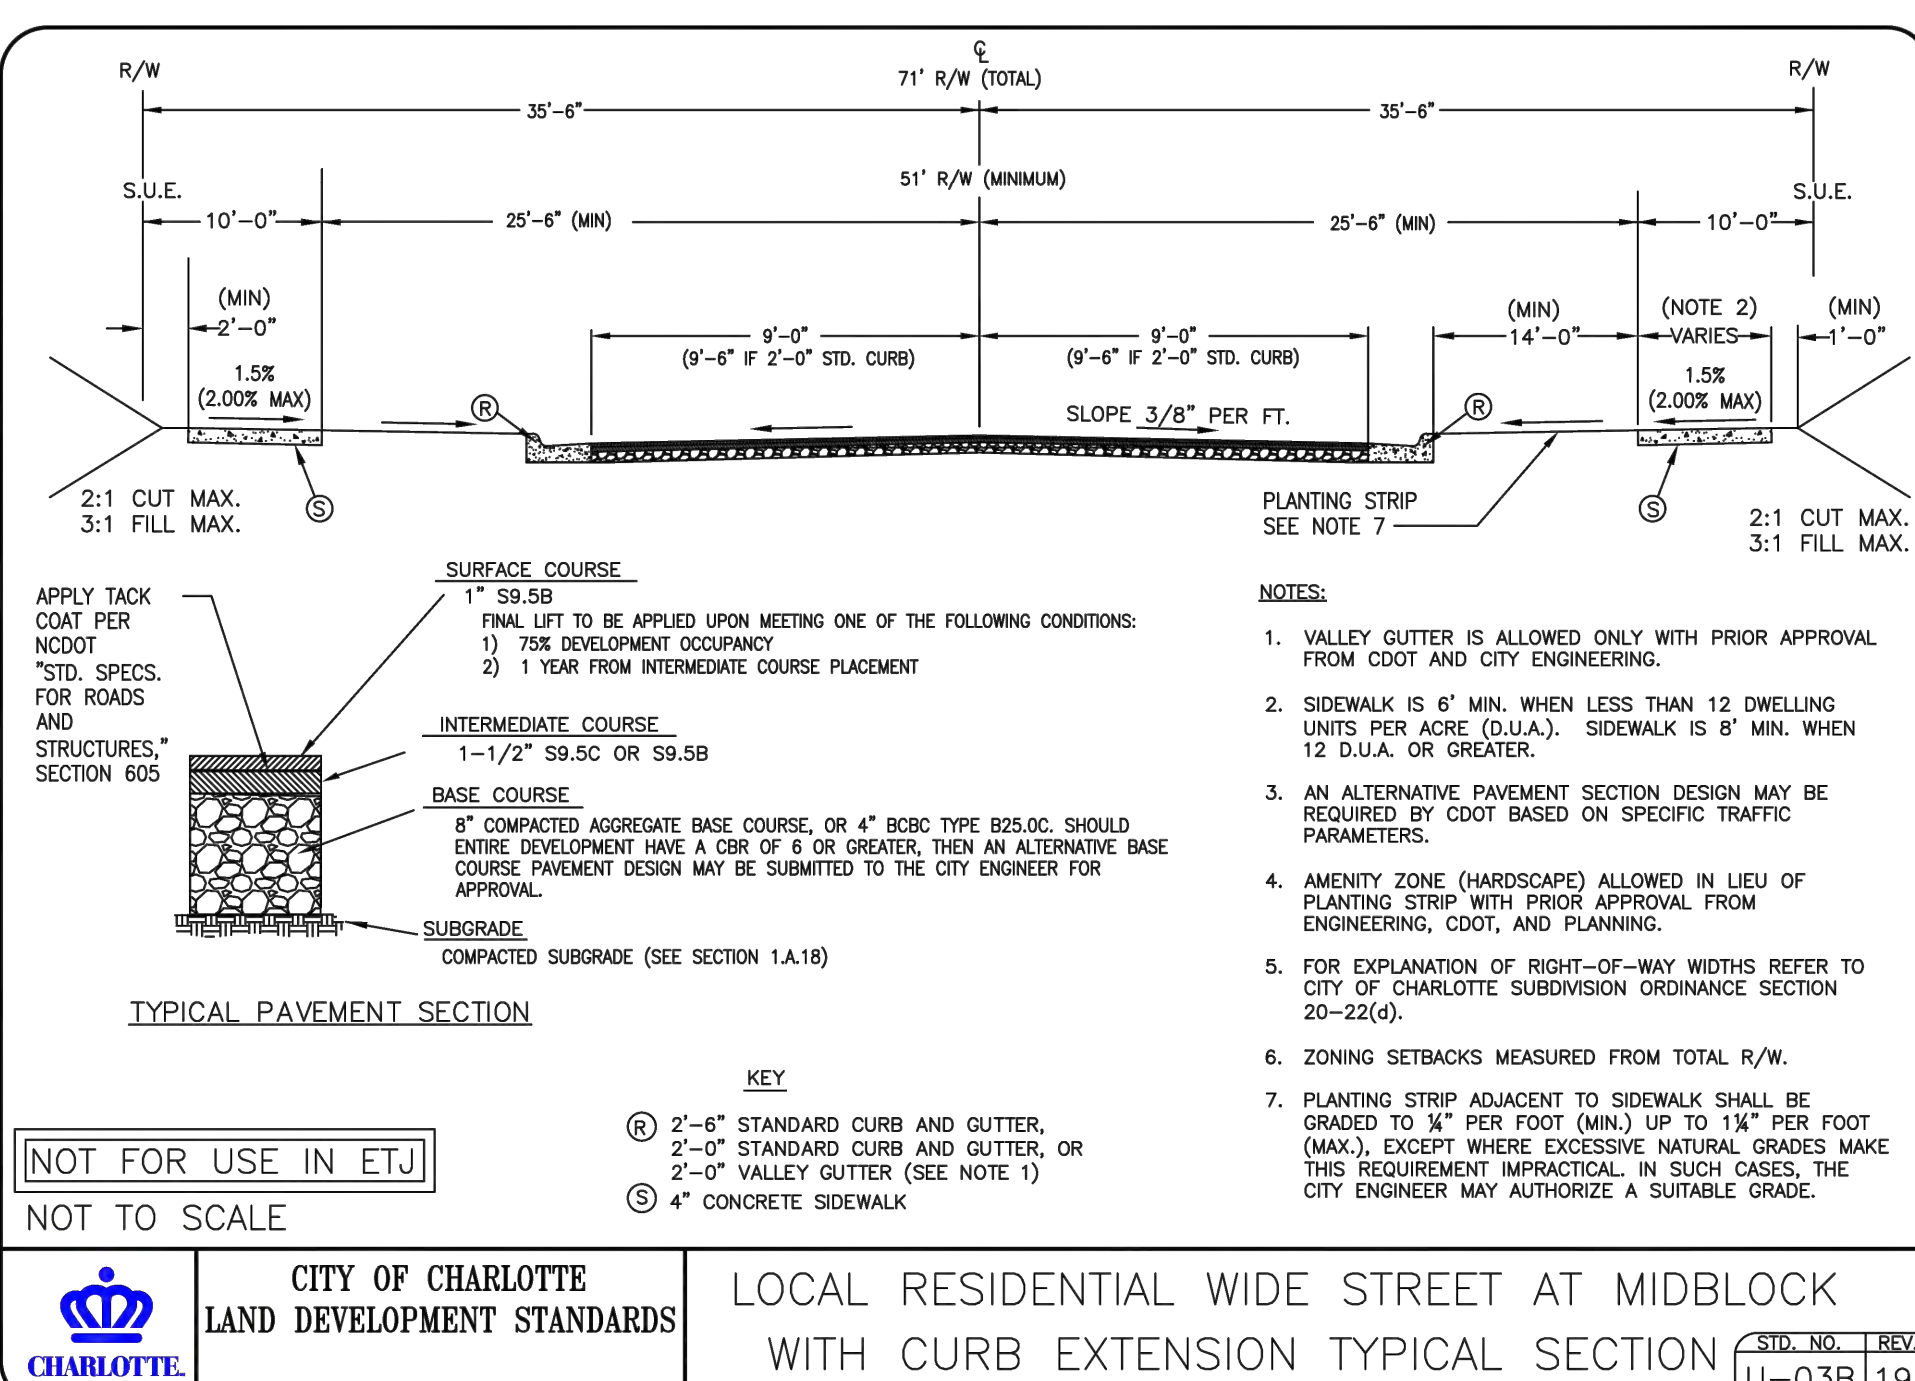 ℄
R/W
71' R/W (TOTAL)
R/W
35'-6"
35'-6"
51' R/W (MINIMUM)
S.U.E.
S.U.E.
10'-0"
25'-6" (MIN)
25'-6" (MIN)
10'-0"
(MIN)
2'-0"
9'-0"
(9'-6" IF 2'-0" STD. CURB)
9'-0"
(9'-6" IF 2'-0" STD. CURB)
(MIN)
14'-0"
(NOTE 2)
VARIES
(MIN)
1'-0"
1.5%
(2.00% MAX)
1.5%
(2.00% MAX)
R
SLOPE 3/8" PER FT.
R
S
S
2:1 CUT MAX.
3:1 FILL MAX.
PLANTING STRIP
SEE NOTE 7
2:1 CUT MAX.
3:1 FILL MAX.
APPLY TACK
COAT PER
NCDOT
"STD. SPECS.
FOR ROADS
AND
STRUCTURES,"
SECTION 605
SURFACE COURSE
1" S9.5B
FINAL LIFT TO BE APPLIED UPON MEETING ONE OF THE FOLLOWING CONDITIONS:
1) 75% DEVELOPMENT OCCUPANCY
2) 1 YEAR FROM INTERMEDIATE COURSE PLACEMENT
INTERMEDIATE COURSE
1-1/2" S9.5C OR S9.5B
BASE COURSE
8" COMPACTED AGGREGATE BASE COURSE, OR 4" BCBC TYPE B25.0C. SHOULD
ENTIRE DEVELOPMENT HAVE A CBR OF 6 OR GREATER, THEN AN ALTERNATIVE BASE
COURSE PAVEMENT DESIGN MAY BE SUBMITTED TO THE CITY ENGINEER FOR
APPROVAL.
SUBGRADE
COMPACTED SUBGRADE (SEE SECTION 1.A.18)
TYPICAL PAVEMENT SECTION
NOTES:
1. VALLEY GUTTER IS ALLOWED ONLY WITH PRIOR APPROVAL
FROM CDOT AND CITY ENGINEERING.
2. SIDEWALK IS 6' MIN. WHEN LESS THAN 12 DWELLING
UNITS PER ACRE (D.U.A.). SIDEWALK IS 8' MIN. WHEN
12 D.U.A. OR GREATER.
3. AN ALTERNATIVE PAVEMENT SECTION DESIGN MAY BE
REQUIRED BY CDOT BASED ON SPECIFIC TRAFFIC
PARAMETERS.
4. AMENITY ZONE (HARDSCAPE) ALLOWED IN LIEU OF
PLANTING STRIP WITH PRIOR APPROVAL FROM
ENGINEERING, CDOT, AND PLANNING.
5. FOR EXPLANATION OF RIGHT-OF-WAY WIDTHS REFER TO
CITY OF CHARLOTTE SUBDIVISION ORDINANCE SECTION
20-22(d).
6. ZONING SETBACKS MEASURED FROM TOTAL R/W.
7. PLANTING STRIP ADJACENT TO SIDEWALK SHALL BE
GRADED TO ¼" PER FOOT (MIN.) UP TO 1¼" PER FOOT
(MAX.), EXCEPT WHERE EXCESSIVE NATURAL GRADES MAKE
THIS REQUIREMENT IMPRACTICAL. IN SUCH CASES, THE
CITY ENGINEER MAY AUTHORIZE A SUITABLE GRADE.
KEY
R 2'-6" STANDARD CURB AND GUTTER,
2'-0" STANDARD CURB AND GUTTER, OR
2'-0" VALLEY GUTTER (SEE NOTE 1)
S 4" CONCRETE SIDEWALK
NOT FOR USE IN ETJ
NOT TO SCALE
CHARLOTTE.
CITY OF CHARLOTTE
LAND DEVELOPMENT STANDARDS
LOCAL RESIDENTIAL WIDE STREET AT MIDBLOCK
WITH CURB EXTENSION TYPICAL SECTION
STD. NO. REV.
U-03B 19